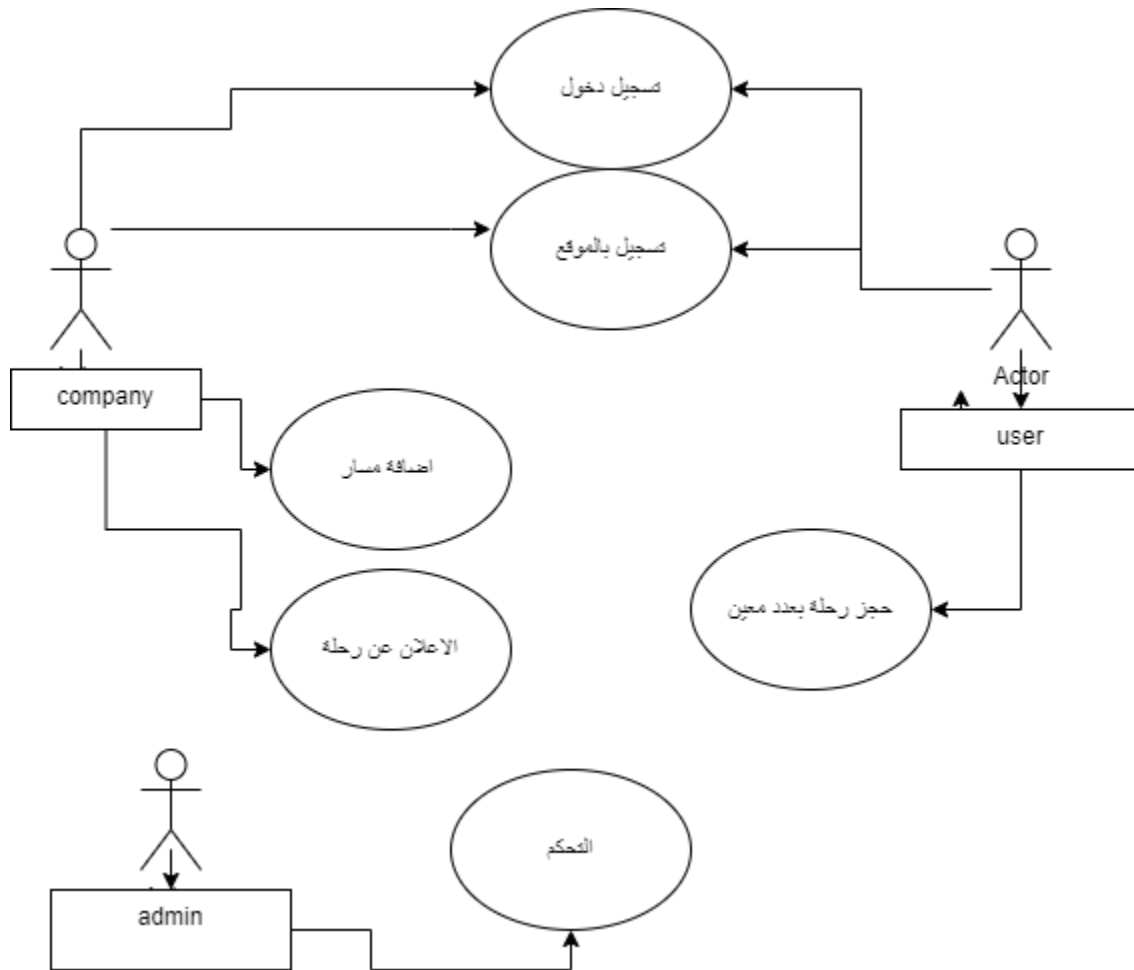 تسجيل دخول
تسجيل بالموقع
Actor
company
user
اضافة مسار
حجز رحلة بعدد معين
الاعلان عن رحلة
التحكم
admin